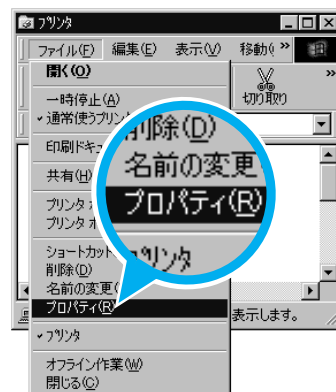 プリンタ
ファイル(F) 編集(E) 表示(V) 移動( »
開く(O)
切り取り
»
一時停止(A)
通常使うプリン
印刷ドキュ
共有(H)
プリンタ オ
プリンタ オ
ショートカット
削除(D)
名前の変更(
プロパティ(R)
プリンタ
オフライン作業(W)
閉じる(C)
表示します。
削除(D)
名前の変更
プロパティ(R)
プリンタ